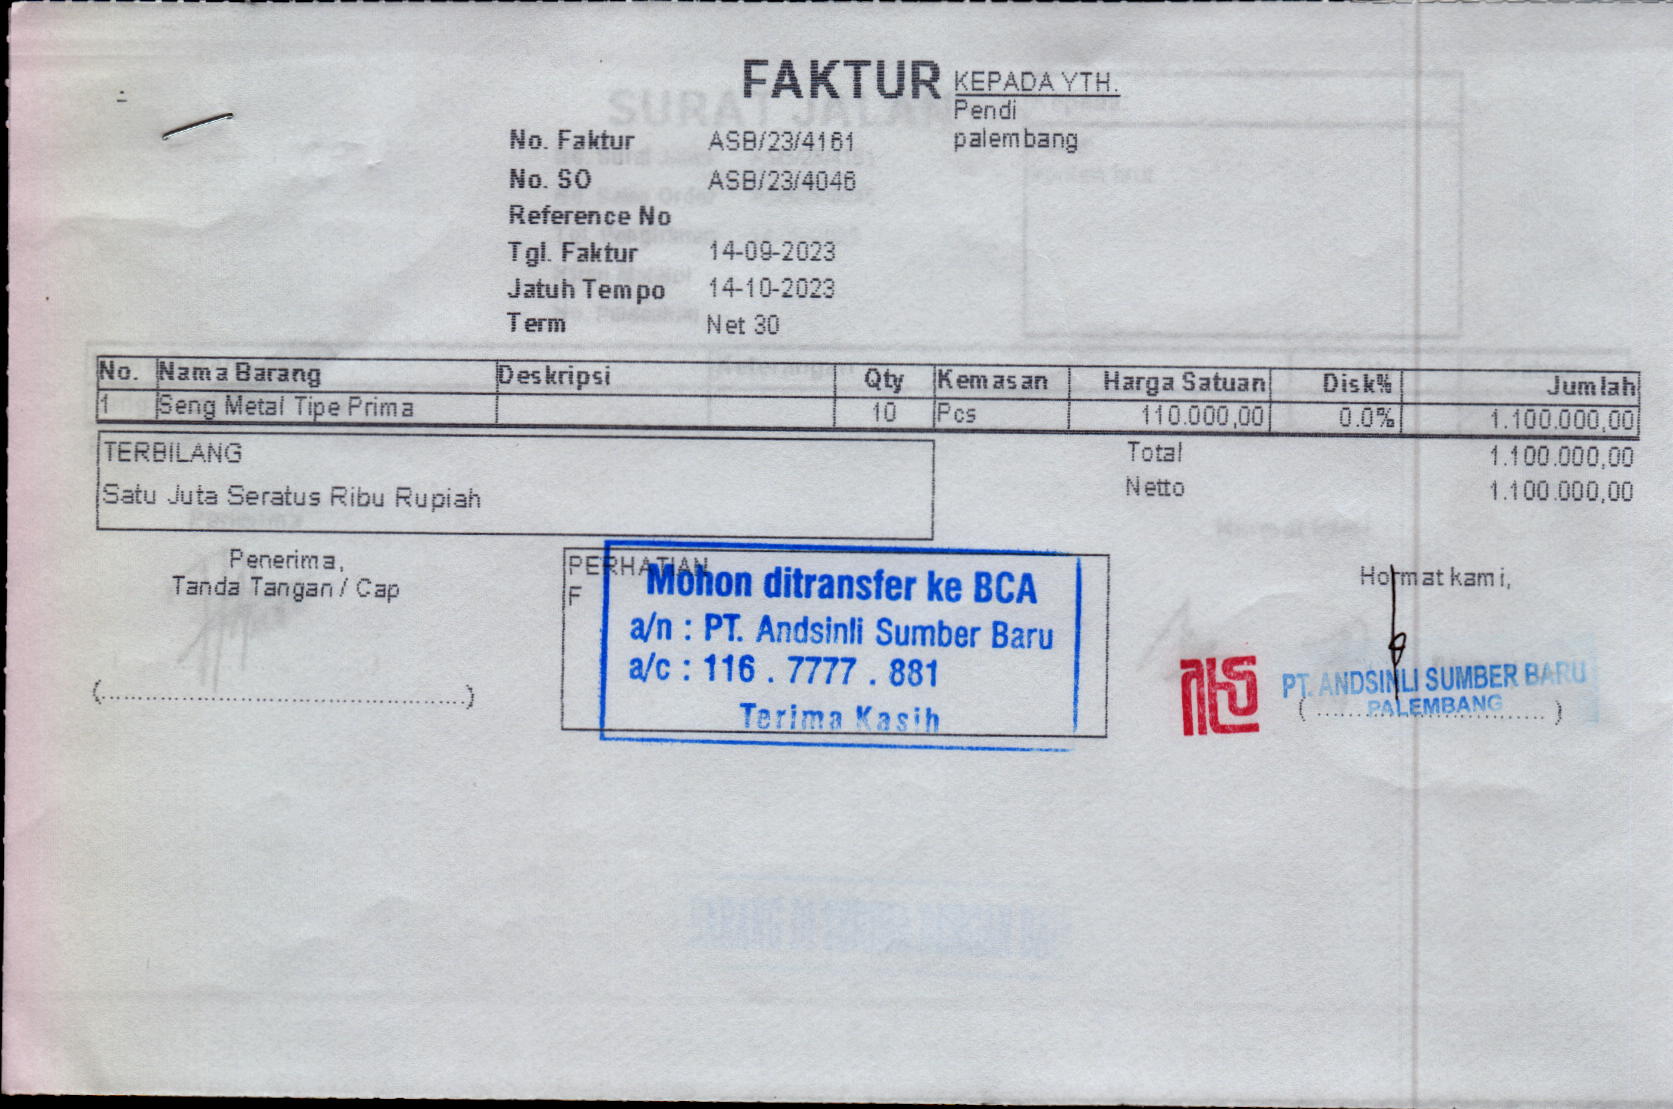 FAKTUR
KEPADA YTH.
Pendi
palembang
No. Faktur ASB/23/4161
No. SO ASB/23/4046
Reference No
Tgl. Faktur 14-09-2023
Jatuh Tempo 14-10-2023
Term Net 30
No. Nama Barang Deskripsi Qty Kemasan Harga Satuan Disk% Jumlah
1 Seng Metal Tipe Prima 10 Pcs 110.000,00 0.0% 1.100.000,00
TERBILANG
Satu Juta Seratus Ribu Rupiah
Total 1.100.000,00
Netto 1.100.000,00
Penerima,
Tanda Tangan / Cap
(....................................................)
PERHATIAN
F
Mohon ditransfer ke BCA
a/n : PT. Andsinli Sumber Baru
a/c : 116 . 7777 . 881
Terima Kasih
Hormat kami,
PT. ANDSINLI SUMBER BARU
PALEMBANG
(....................................)
SURAT JALAN